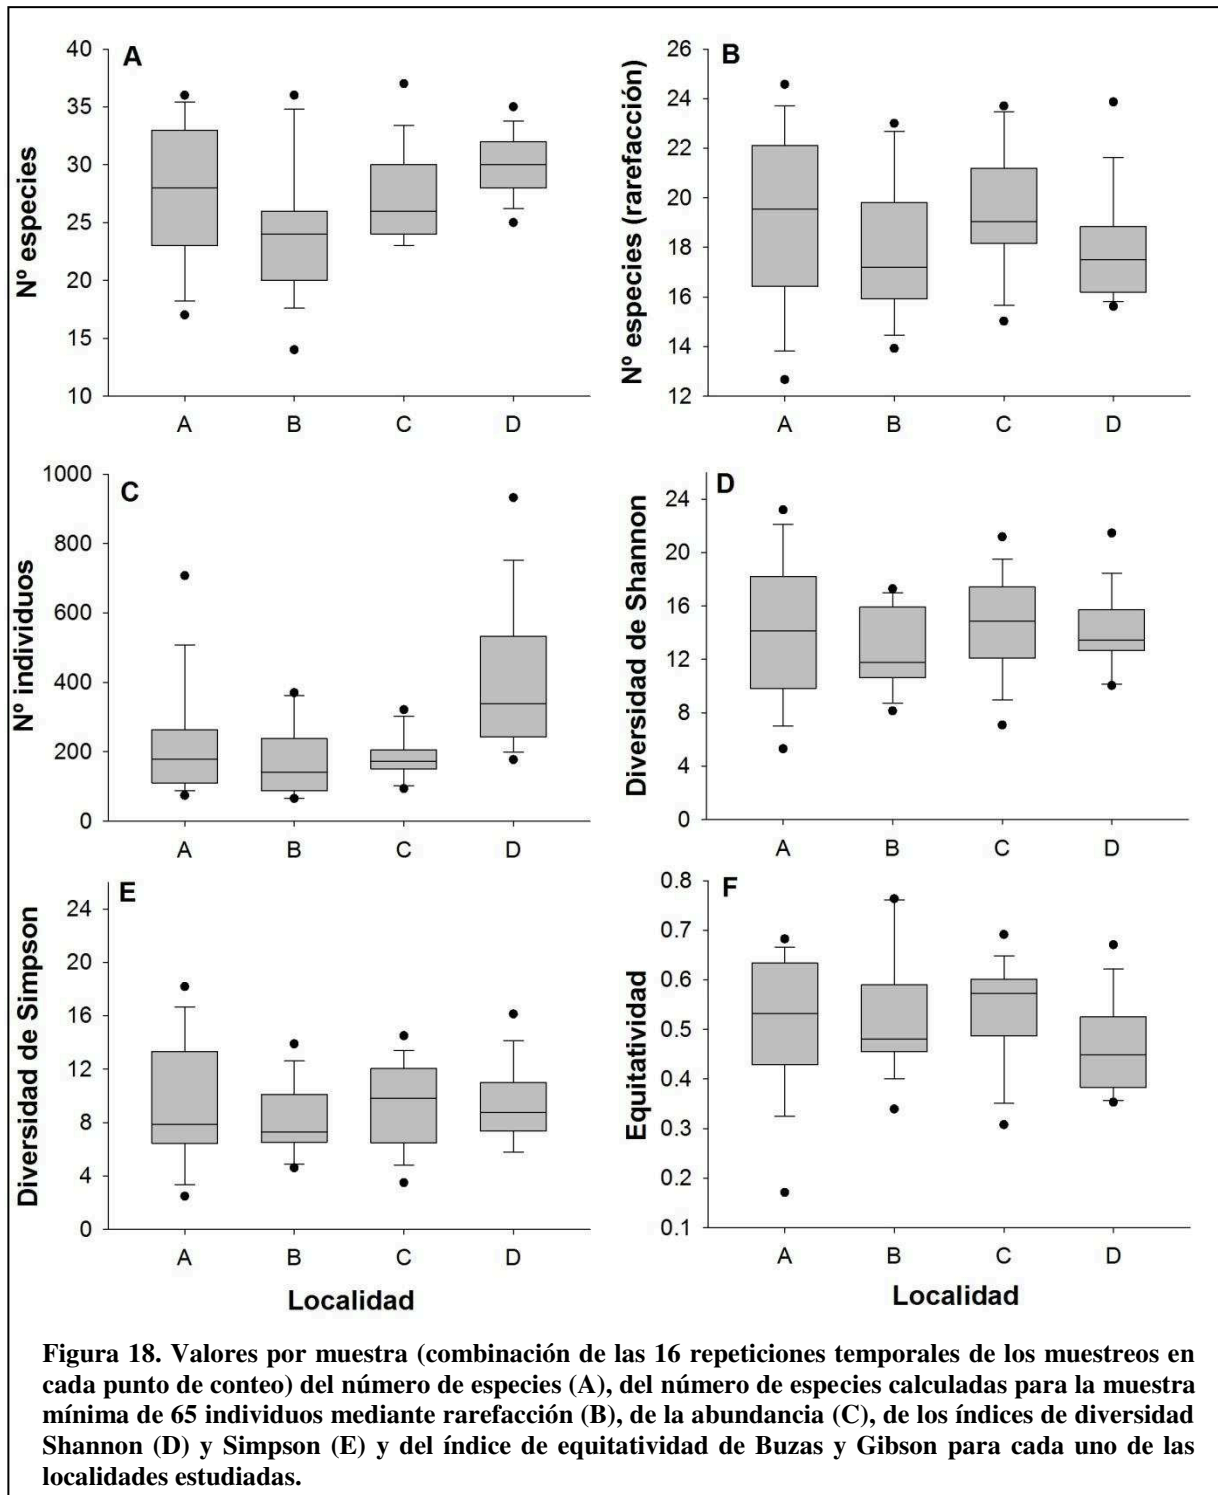 A
Nº especies
40
35
30
25
20
15
10
A B C D
B
Nº especies (rarefacción)
26
24
22
20
18
16
14
12
A B C D
C
Nº individuos
1000
800
600
400
200
0
A B C D
D
Diversidad de Shannon
24
20
16
12
8
4
0
A B C D
E
Diversidad de Simpson
24
20
16
12
8
4
0
A B C D
Localidad
F
Equitatividad
0.8
0.7
0.6
0.5
0.4
0.3
0.2
0.1
A B C D
Localidad
Figura 18. Valores por muestra (combinación de las 16 repeticiones temporales de los muestreos en
cada punto de conteo) del número de especies (A), del número de especies calculadas para la muestra
mínima de 65 individuos mediante rarefacción (B), de la abundancia (C), de los índices de diversidad
Shannon (D) y Simpson (E) y del índice de equitatividad de Buzas y Gibson para cada uno de las
localidades estudiadas.